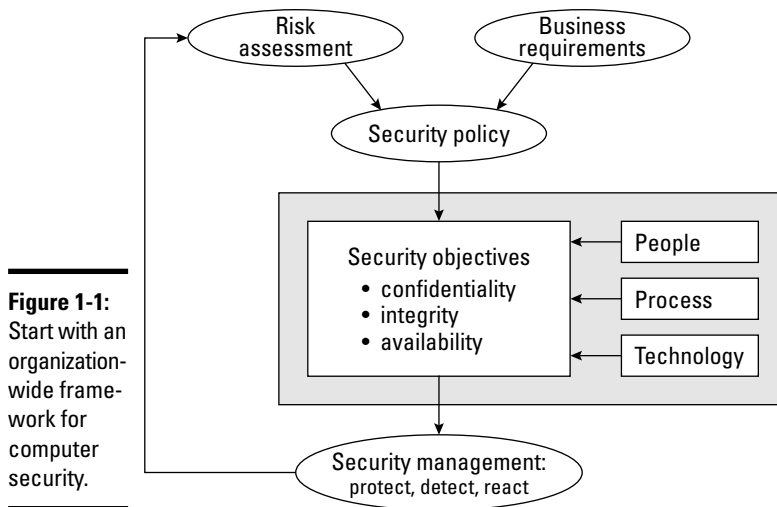 Risk
assessment
Business
requirements
Security policy
Security objectives
• confidentiality
• integrity
• availability
People
Process
Technology
Security management:
protect, detect, react
Figure 1-1:
Start with an
organization-
wide frame-
work for
computer
security.